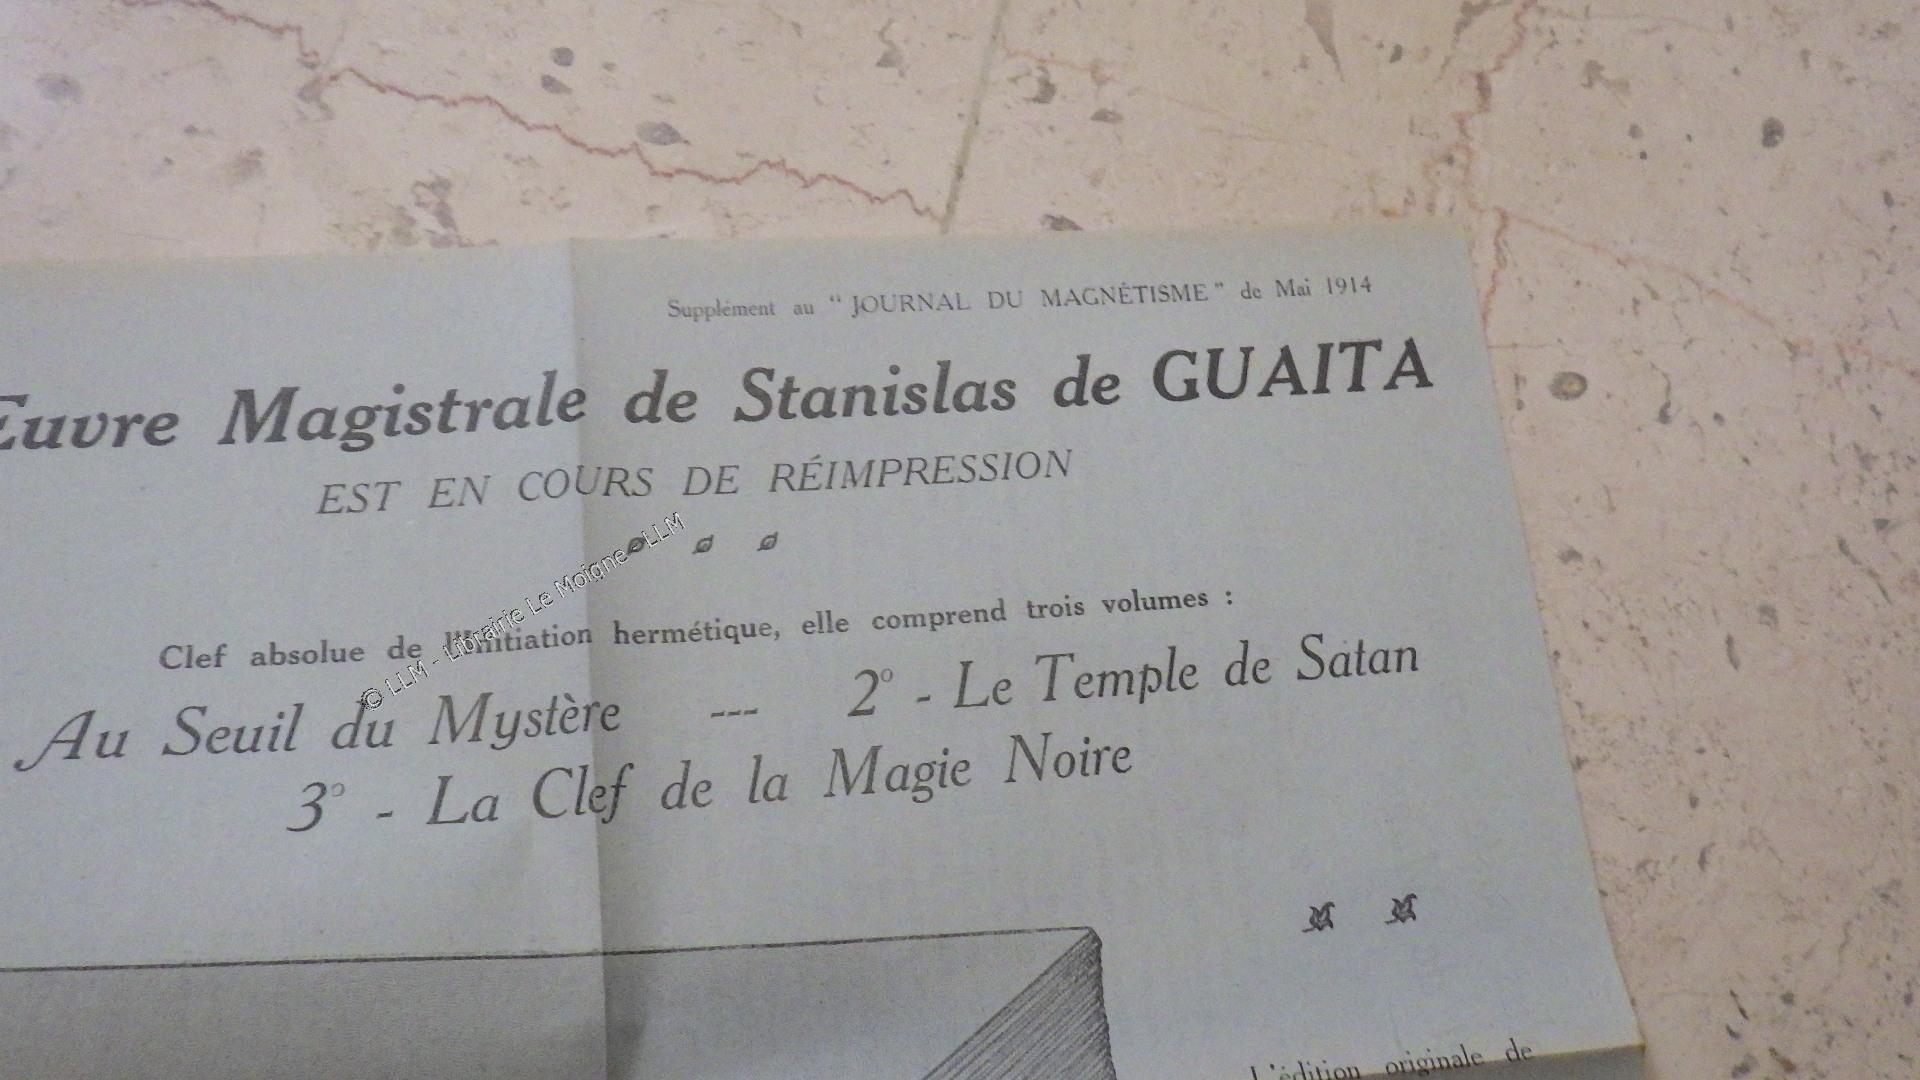 Supplément au “ JOURNAL DU MAGNÉTISME ” de Mai 1914
Magistrale de Stanislas de GUAITA
EST EN COURS DE RÉIMPRESSION
Clef absolue de l'Initiation hermétique, elle comprend trois volumes :
Au Seuil du Mystère --- 2° - Le Temple de Satan
3° - La Clef de la Magie Noire
L'édition originale de
© LLM - Librairie Le Moigne - LLM